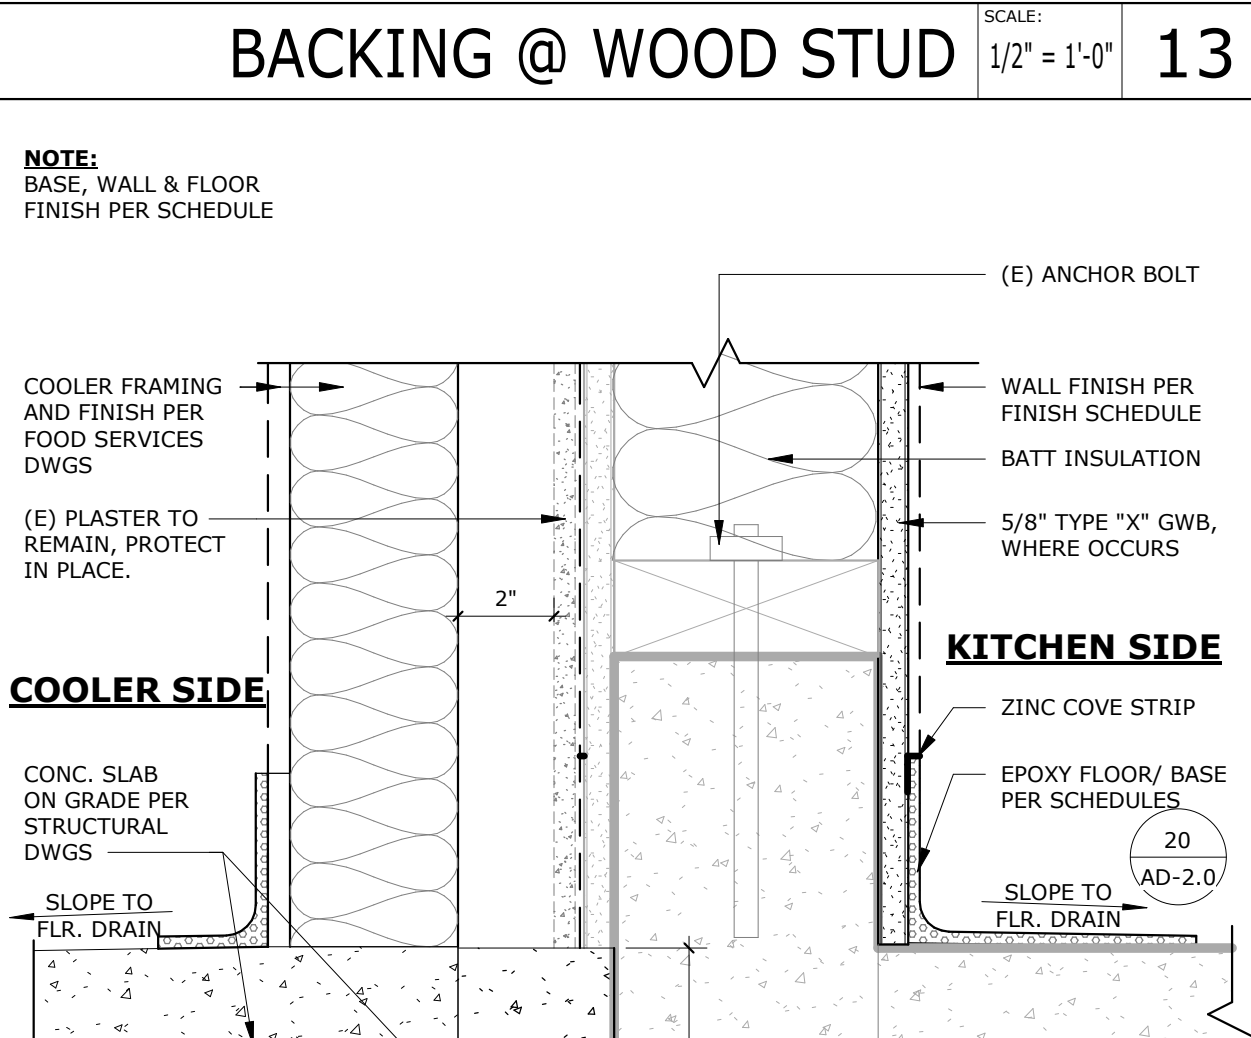 BACKING @ WOOD STUD
SCALE:
1/2" = 1'-0"
13
NOTE:
BASE, WALL & FLOOR
FINISH PER SCHEDULE
(E) ANCHOR BOLT
COOLER FRAMING
AND FINISH PER
FOOD SERVICES
DWGS
WALL FINISH PER
FINISH SCHEDULE
BATT INSULATION
(E) PLASTER TO
REMAIN, PROTECT
IN PLACE.
5/8" TYPE "X" GWB,
WHERE OCCURS
2"
KITCHEN SIDE
COOLER SIDE
ZINC COVE STRIP
CONC. SLAB
ON GRADE PER
STRUCTURAL
DWGS
EPOXY FLOOR/ BASE
PER SCHEDULES
20
AD-2.0
SLOPE TO
FLR. DRAIN
SLOPE TO
FLR. DRAIN